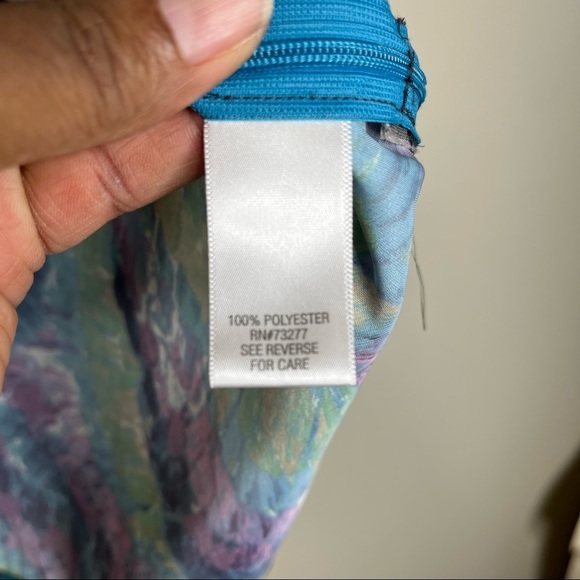 100% POLYESTER
RN#73277
SEE REVERSE
FOR CARE